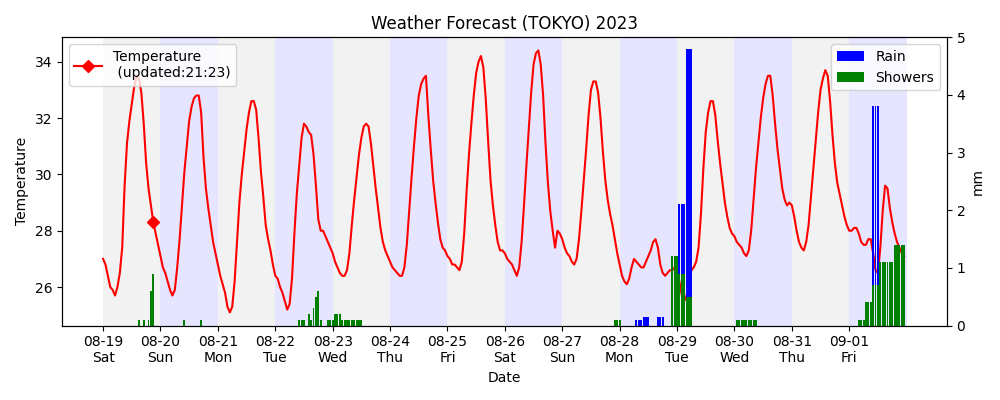 Weather Forecast (TOKYO) 2023
Temperature
(updated:21:23)
Rain
Showers
Temperature
34
32
30
28
26
5
4
3
2
1
0
mm
08-19 08-20 08-21 08-22 08-23 08-24 08-25 08-26 08-27 08-28 08-29 08-30 08-31 09-01
Sat Sun Mon Tue Wed Thu Fri Sat Sun Mon Tue Wed Thu Fri
Date